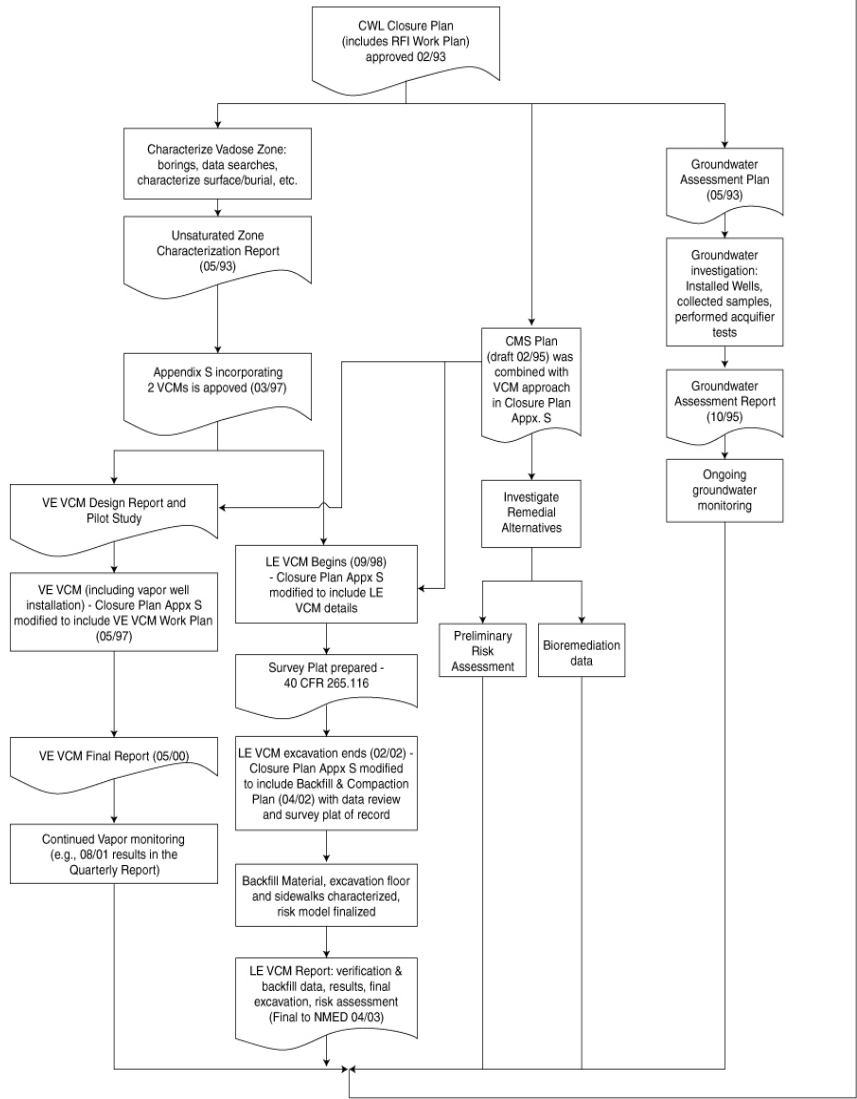 CWL Closure Plan
(includes RFI Work Plan)
approved 02/93
Characterize Vadose Zone:
borings, data searches,
characterize surface/burial, etc.
Unsaturated Zone
Characterization Report
(05/93)
Appendix S incorporating
2 VCMs is appoved (03/97)
VE VCM Design Report and
Pilot Study
VE VCM (including vapor well
installation) - Closure Plan Appx S
modified to include VE VCM Work Plan
(05/97)
VE VCM Final Report (05/00)
Continued Vapor monitoring
(e.g., 08/01 results in the
Quarterly Report)
LE VCM Begins (09/98)
- Closure Plan Appx S
modified to include LE
VCM details
Survey Plat prepared -
40 CFR 265.116
LE VCM excavation ends (02/02) -
Closure Plan Appx S modified
to include Backfill & Compaction
Plan (04/02) with data review
and survey plat of record
Backfill Material, excavation floor
and sidewalks characterized,
risk model finalized
LE VCM Report: verification &
backfill data, results, final
excavation, risk assessment
(Final to NMED 04/03)
CMS Plan
(draft 02/95) was
combined with
VCM approach
in Closure Plan
Appx. S
Investigate
Remedial
Alternatives
Preliminary
Risk
Assessment
Bioremediation
data
Groundwater
Assessment Plan
(05/93)
Groundwater
investigation:
Installed Wells,
collected samples,
performed acquifier
tests
Groundwater
Assessment Report
(10/95)
Ongoing
groundwater
monitoring